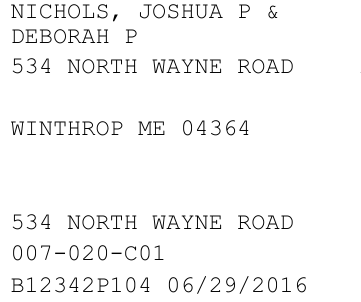 NICHOLS, JOSHUA P &
DEBORAH P
534 NORTH WAYNE ROAD
WINTHROP ME 04364
534 NORTH WAYNE ROAD
007-020-C01
B12342P104 06/29/2016